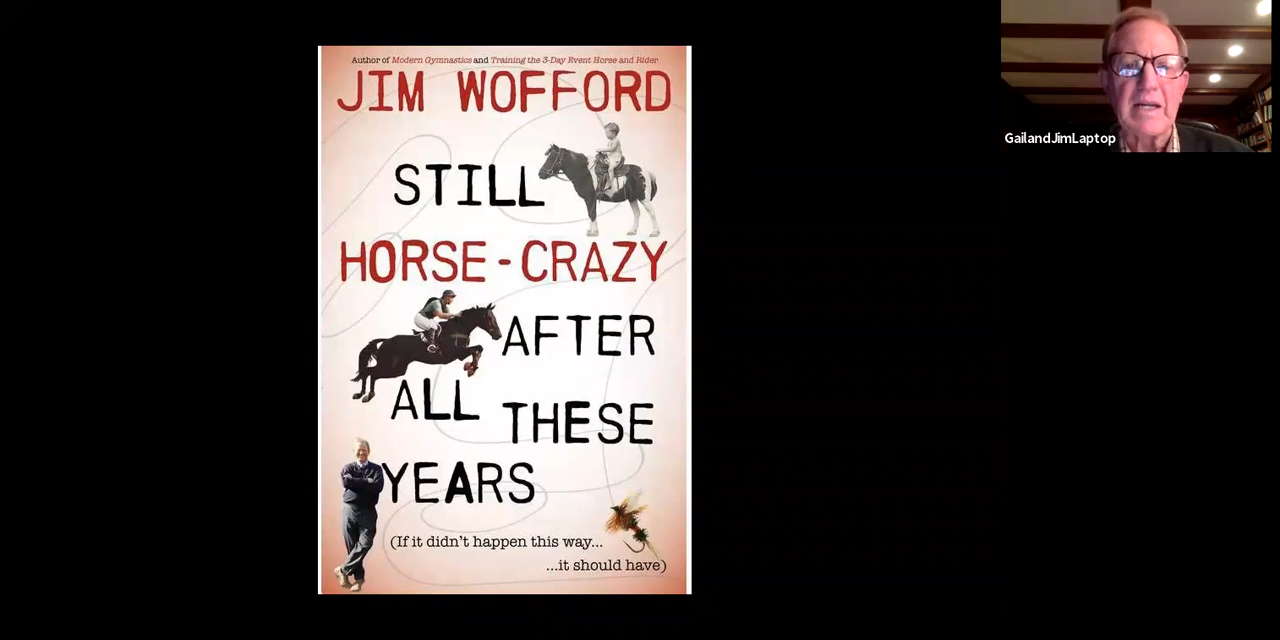 Author of Modern Gymnastics and Training the 3-Day Event Horse and Rider
JIM WOFFORD
STILL
HORSE-CRAZY
AFTER
ALL THESE
YEARS
(If it didn't happen this way...
...it should have)
GailandJimLaptop